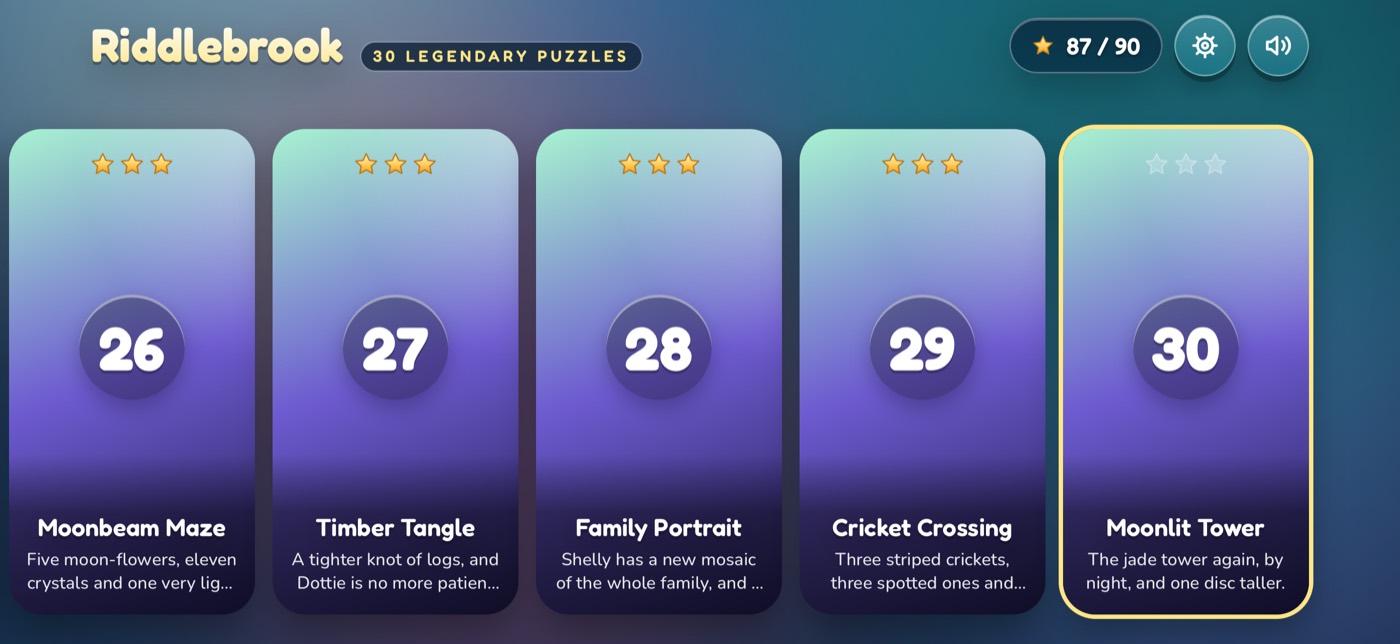 Riddlebrook
30 LEGENDARY PUZZLES
87 / 90
26
Moonbeam Maze
Five moon-flowers, eleven
crystals and one very lig...
27
Timber Tangle
A tighter knot of logs, and
Dottie is no more patien...
28
Family Portrait
Shelly has a new mosaic
of the whole family, and ...
29
Cricket Crossing
Three striped crickets,
three spotted ones and...
30
Moonlit Tower
The jade tower again, by
night, and one disc taller.